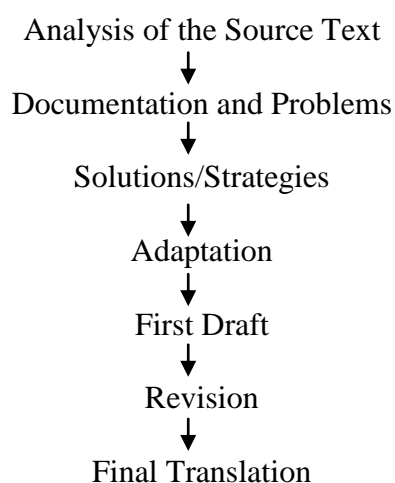 Analysis of the Source Text
Documentation and Problems
Solutions/Strategies
Adaptation
First Draft
Revision
Final Translation